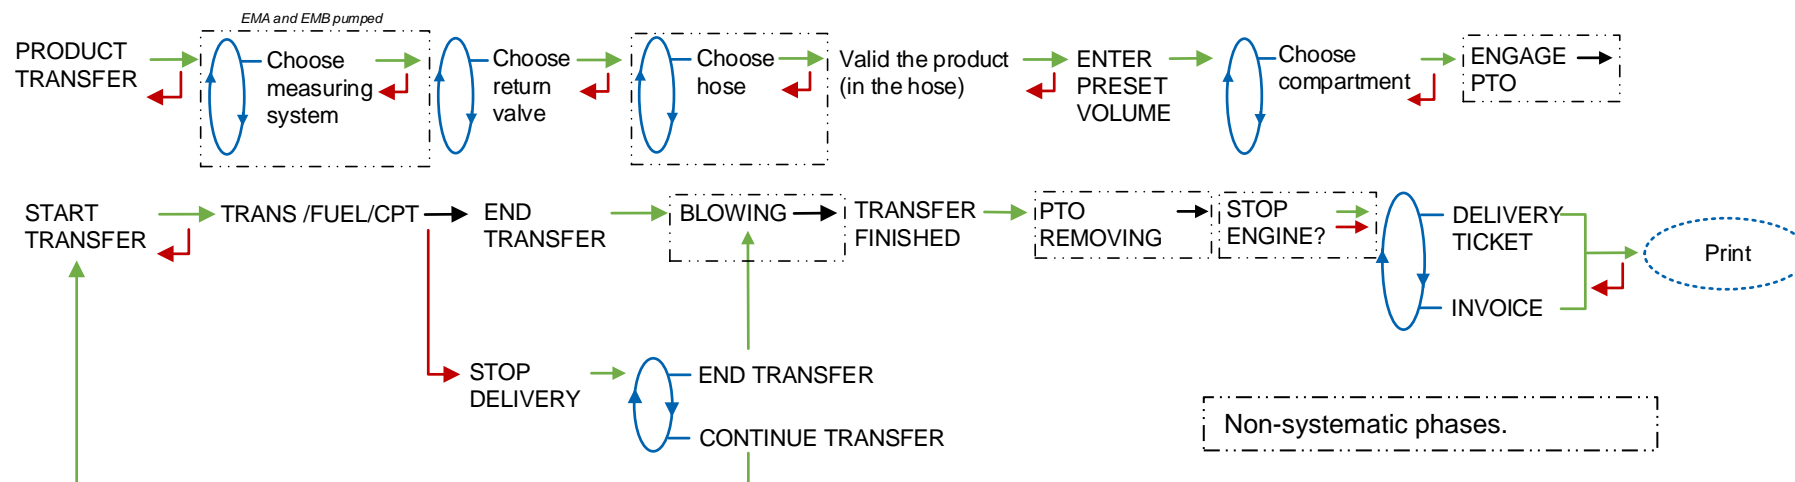 EMA and EMB pumped
PRODUCT
TRANSFER
Choose
measuring
system
Choose
return
valve
Choose
hose
Valid the product
(in the hose)
ENTER
PRESET
VOLUME
Choose
compartment
ENGAGE
PTO
START
TRANSFER
TRANS /FUEL/CPT
END
TRANSFER
BLOWING
TRANSFER
FINISHED
PTO
REMOVING
STOP
ENGINE?
DELIVERY
TICKET
INVOICE
Print
STOP
DELIVERY
END TRANSFER
CONTINUE TRANSFER
Non-systematic phases.